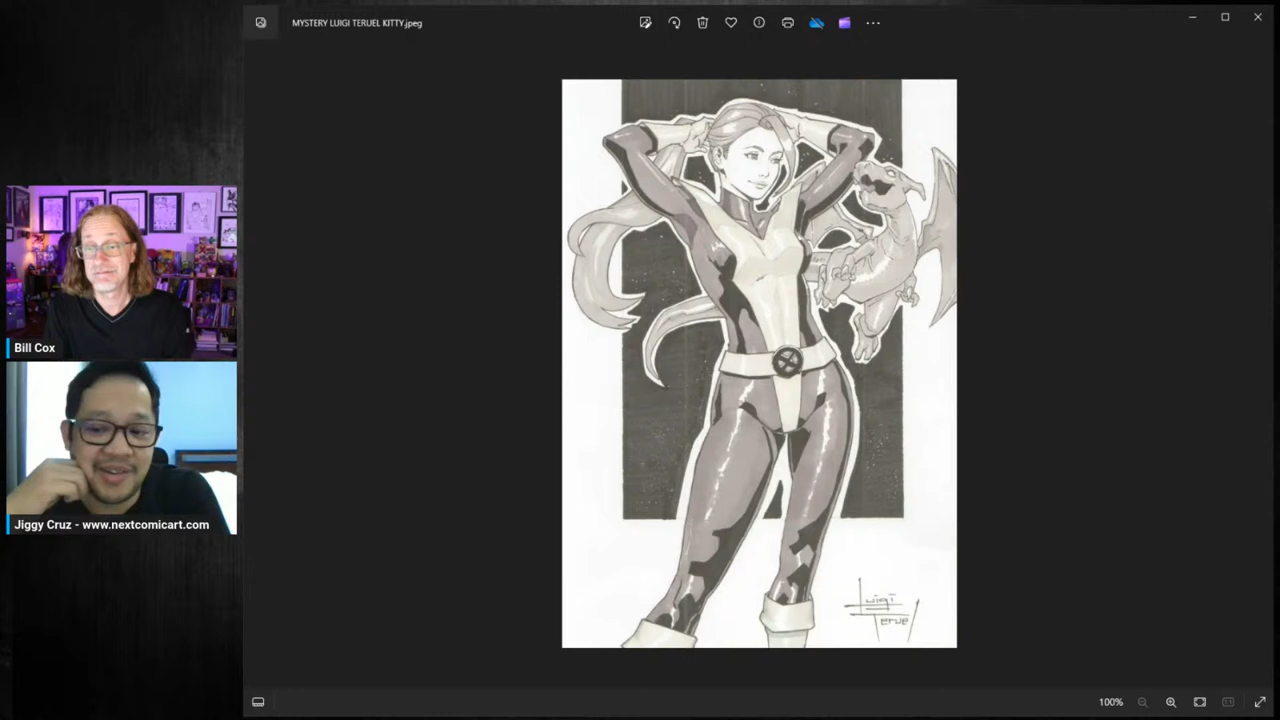 MYSTERY LUIGI TERUEL KITTY.jpeg
Bill Cox
Jiggy Cruz - www.nextcomicart.com
Luigi
Teruel
100%